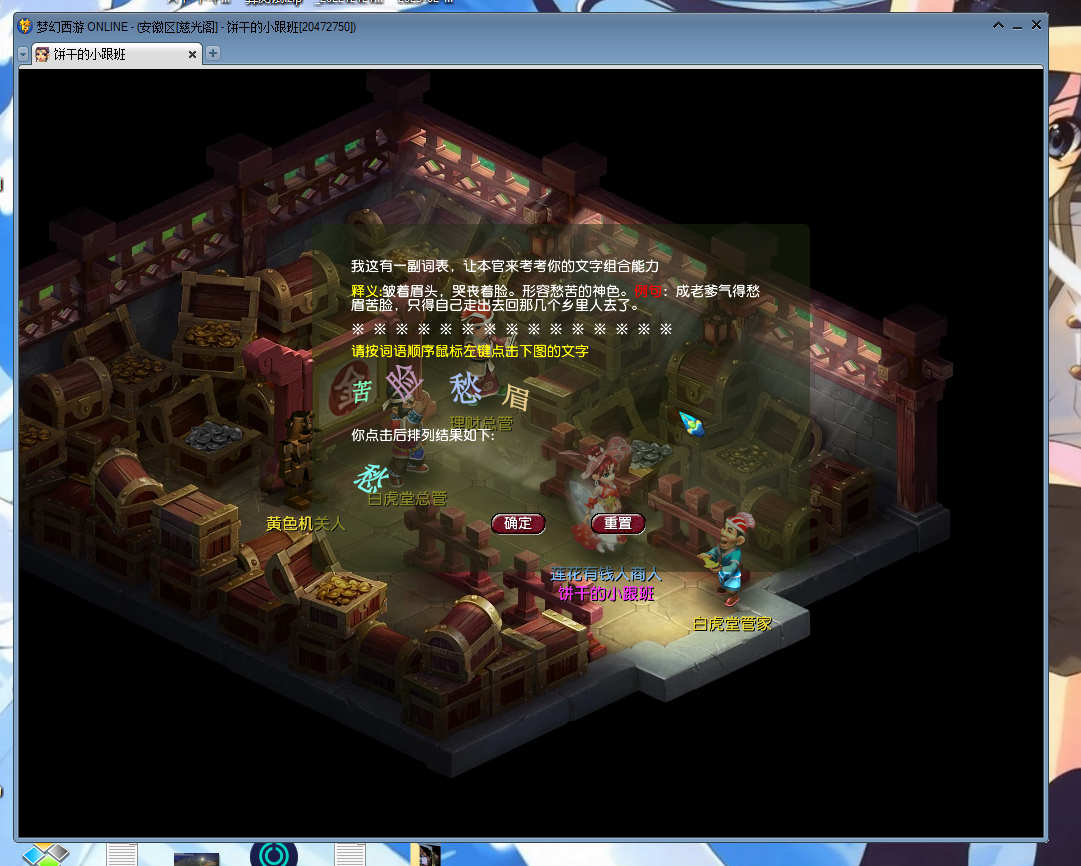 梦幻西游 ONLINE - (安徽区[慈光阁] - 饼干的小跟班[20472750])
饼干的小跟班
我这有一副词表，让本官来考考你的文字组合能力
释义:皱着眉头，哭丧着脸。形容愁苦的神色。例句：成老爹气得愁
眉苦脸，只得自己走出去回那几个乡里人去了。
※ ※ ※ ※ ※ ※ ※ ※ ※ ※ ※ ※ ※ ※ ※
请按词语顺序鼠标左键点击下图的文字
苦 脸 愁 眉
理财总管
你点击后排列结果如下:
愁
白虎堂总管
黄色机关人
确定 重置
莲花有钱人商人
饼干的小跟班
白虎堂管家